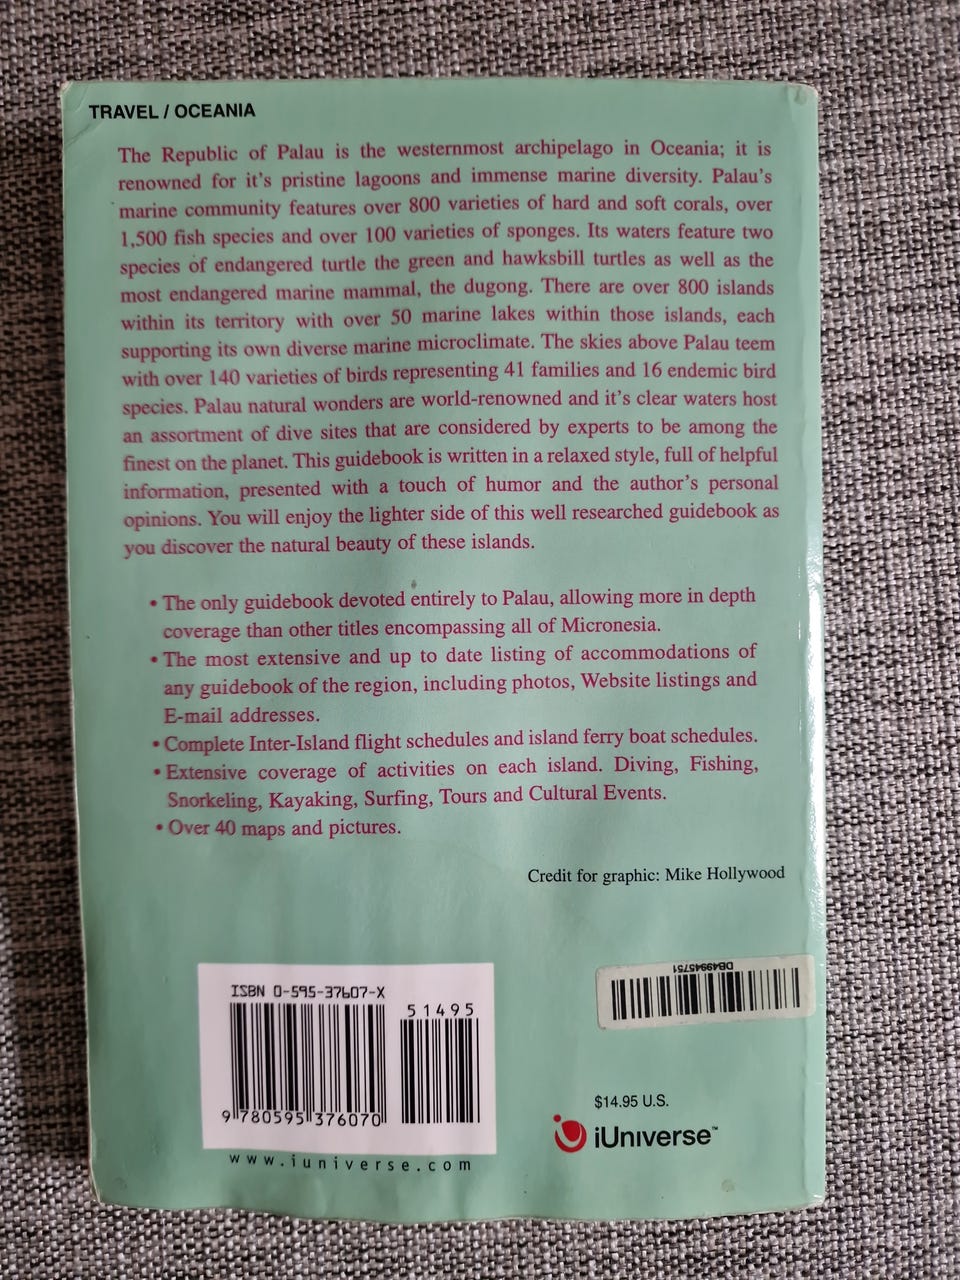 TRAVEL / OCEANIA
The Republic of Palau is the westernmost archipelago in Oceania; it is
renowned for it's pristine lagoons and immense marine diversity. Palau's
marine community features over 800 varieties of hard and soft corals, over
1,500 fish species and over 100 varieties of sponges. Its waters feature two
species of endangered turtle the green and hawksbill turtles as well as the
most endangered marine mammal, the dugong. There are over 800 islands
within its territory with over 50 marine lakes within those islands, each
supporting its own diverse marine microclimate. The skies above Palau teem
with over 140 varieties of birds representing 41 families and 16 endemic bird
species. Palau natural wonders are world-renowned and it's clear waters host
an assortment of dive sites that are considered by experts to be among the
finest on the planet. This guidebook is written in a relaxed style, full of helpful
information, presented with a touch of humor and the author's personal
opinions. You will enjoy the lighter side of this well researched guidebook as
you discover the natural beauty of these islands.
• The only guidebook devoted entirely to Palau, allowing more in depth
coverage than other titles encompassing all of Micronesia.
• The most extensive and up to date listing of accommodations of
any guidebook of the region, including photos, Website listings and
E-mail addresses.
• Complete Inter-Island flight schedules and island ferry boat schedules.
• Extensive coverage of activities on each island. Diving, Fishing,
Snorkeling, Kayaking, Surfing, Tours and Cultural Events.
• Over 40 maps and pictures.
Credit for graphic: Mike Hollywood
DB49945751
ISBN 0-595-37607-X
51495
9 780595 376070
www.iuniverse.com
$14.95 U.S.
iUniverse™